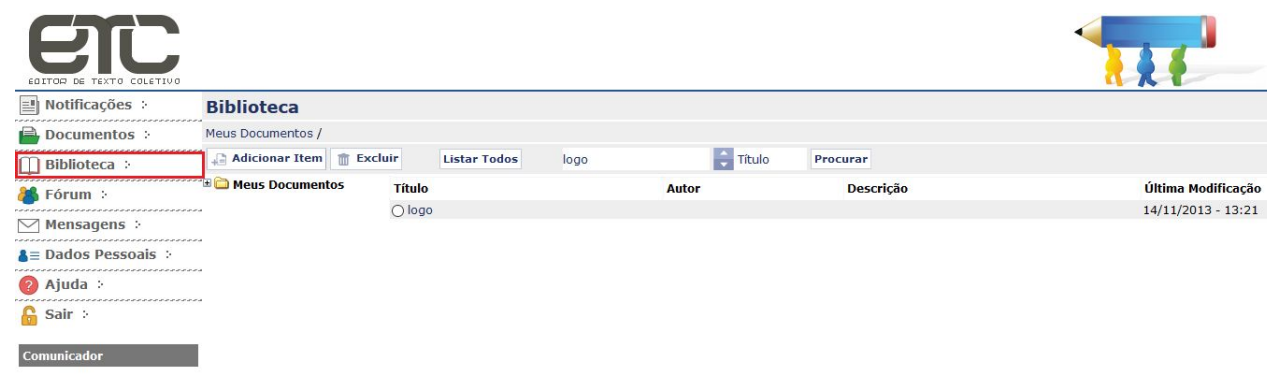 ETC
EDITOR DE TEXTO COLETIVO
Notificações
Documentos
Biblioteca
Fórum
Mensagens
Dados Pessoais
Ajuda
Sair
Comunicador
Biblioteca
Meus Documentos /
Adicionar Item Excluir Listar Todos logo Título Procurar
Meus Documentos
Título Autor Descrição Última Modificação
logo 14/11/2013 - 13:21